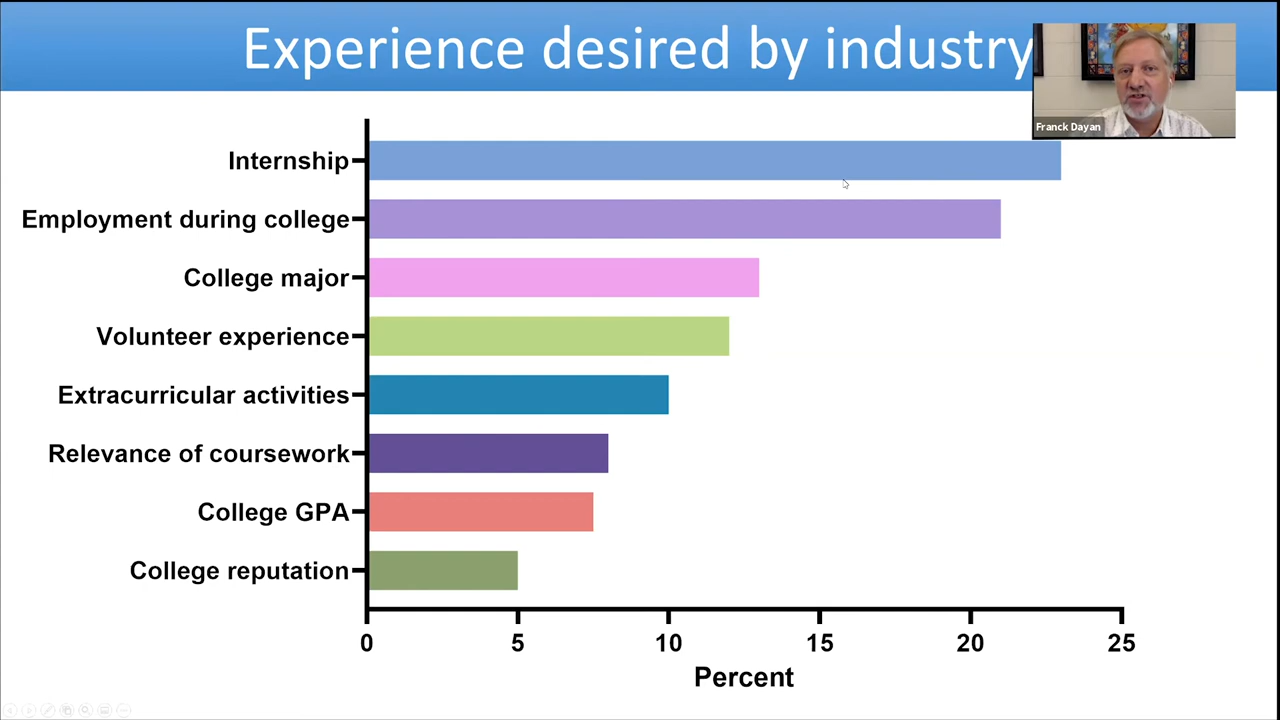 Experience desired by industry
Franck Dayan
Internship
Employment during college
College major
Volunteer experience
Extracurricular activities
Relevance of coursework
College GPA
College reputation
0 5 10 15 20 25
Percent